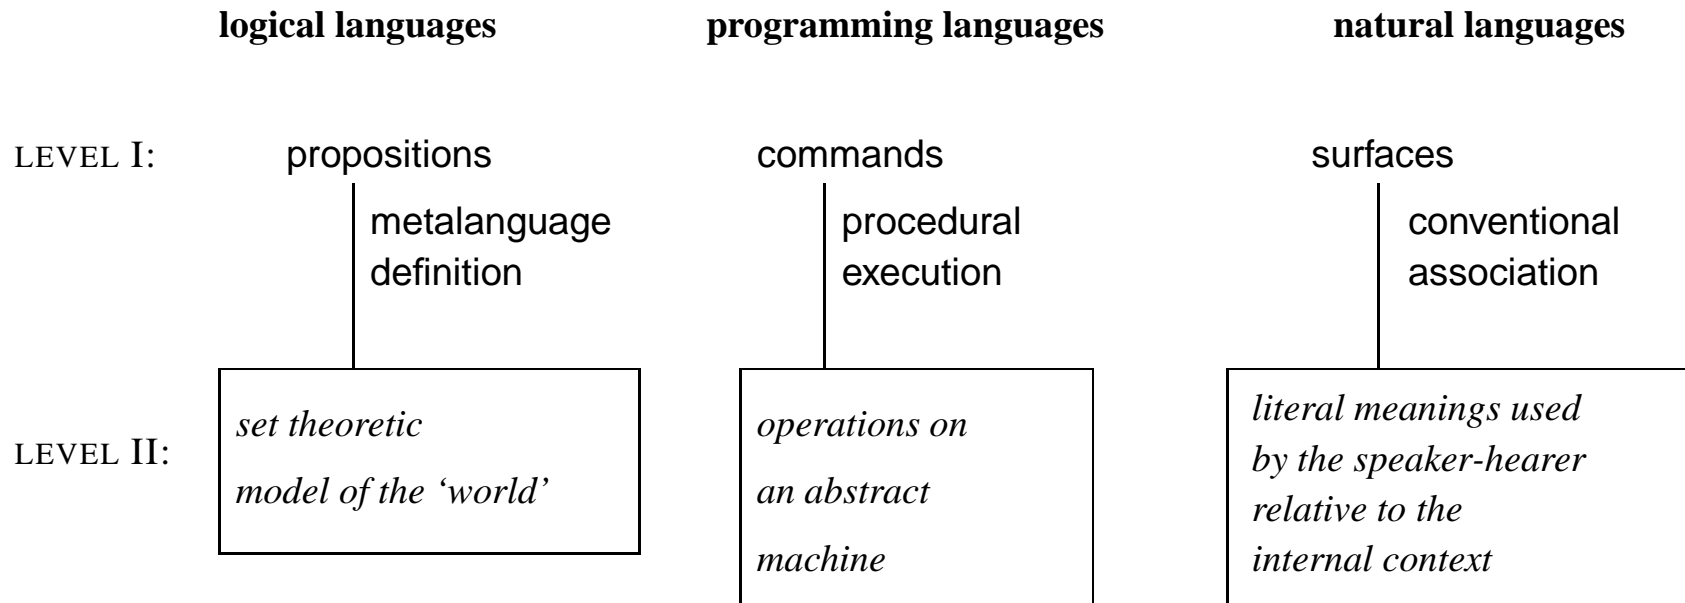 logical languages programming languages natural languages
LEVEL I: propositions commands surfaces
metalanguage procedural conventional
definition execution association
LEVEL II:
set theoretic
model of the ‘world’
operations on
an abstract
machine
literal meanings used
by the speaker-hearer
relative to the
internal context